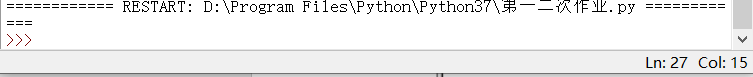 ============ RESTART: D:\Program Files\Python\Python37\第一二次作业.py =========
===
>>>
Ln: 27 Col: 15